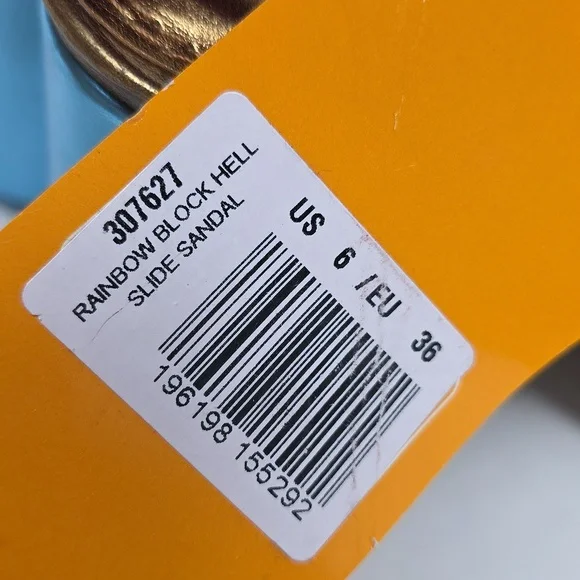 307627
RAINBOW BLOCK HELL
SLIDE SANDAL
US 6 /EU 36
196198 155292